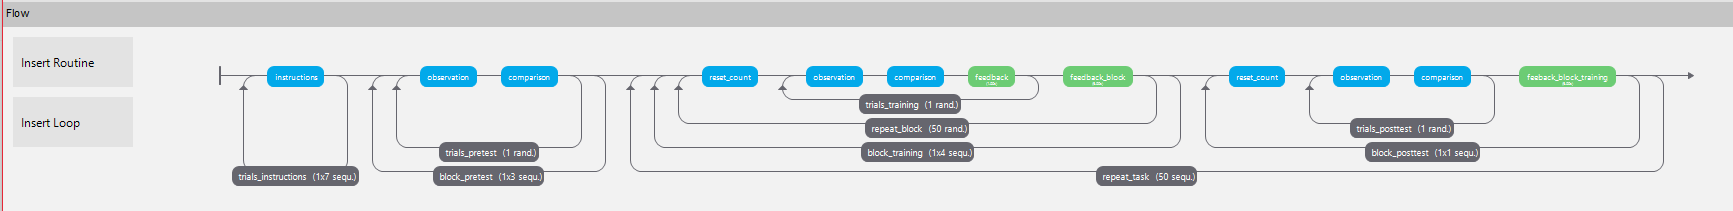 Flow
Insert Routine
Insert Loop
instructions
observation
comparison
reset_count
observation
comparison
feedback
feedback_block
reset_count
observation
comparison
feeback_block_training
trials_training (1 rand.)
repeat_block (50 rand.)
trials_posttest (1 rand.)
trials_pretest (1 rand.)
block_training (1x4 sequ.)
block_posttest (1x1 sequ.)
trials_instructions (1x7 sequ.)
block_pretest (1x3 sequ.)
repeat_task (50 sequ.)